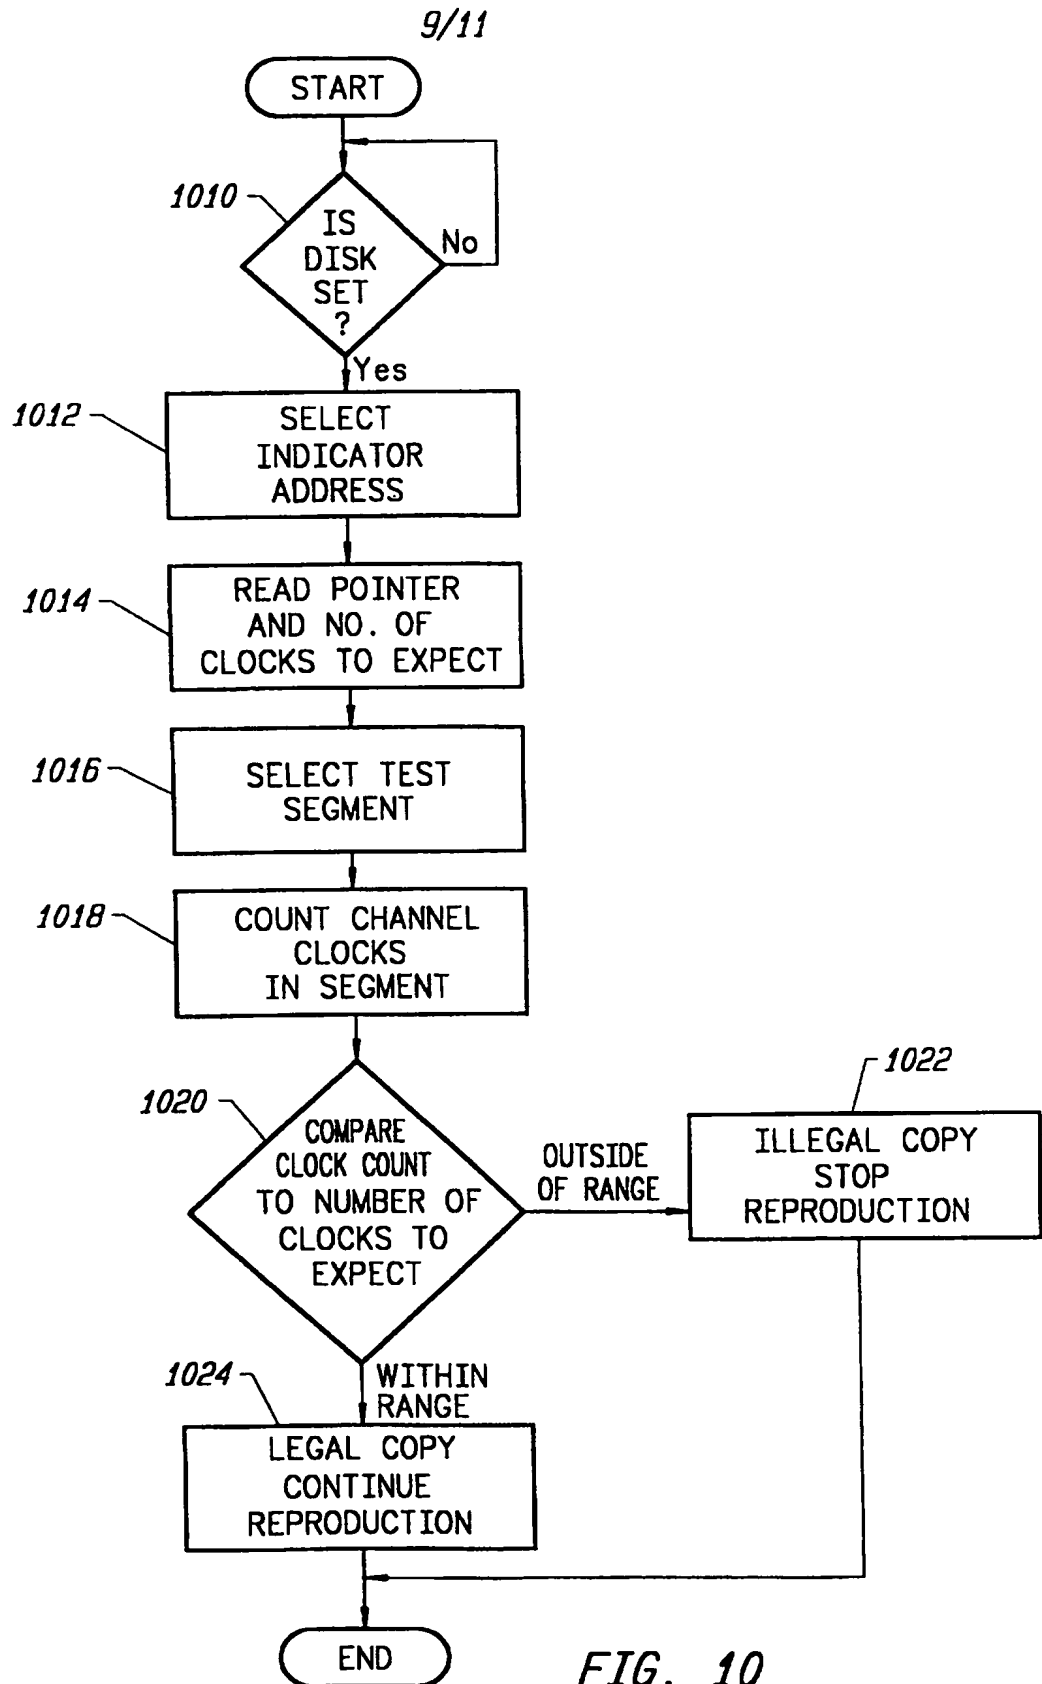 9/11
START
1010
IS
DISK
SET
?
No
Yes
1012
SELECT
INDICATOR
ADDRESS
1014
READ POINTER
AND NO. OF
CLOCKS TO EXPECT
1016
SELECT TEST
SEGMENT
1018
COUNT CHANNEL
CLOCKS
IN SEGMENT
1020
COMPARE
CLOCK COUNT
TO NUMBER OF
CLOCKS TO
EXPECT
OUTSIDE
OF RANGE
1022
ILLEGAL COPY
STOP
REPRODUCTION
WITHIN
RANGE
1024
LEGAL COPY
CONTINUE
REPRODUCTION
END
FIG. 10